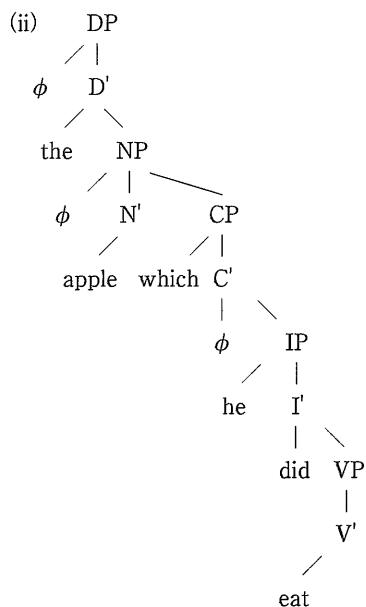 (ii) DP
ϕ D'
the NP
ϕ N' CP
apple which C'
ϕ IP
he I'
did VP
V'
eat